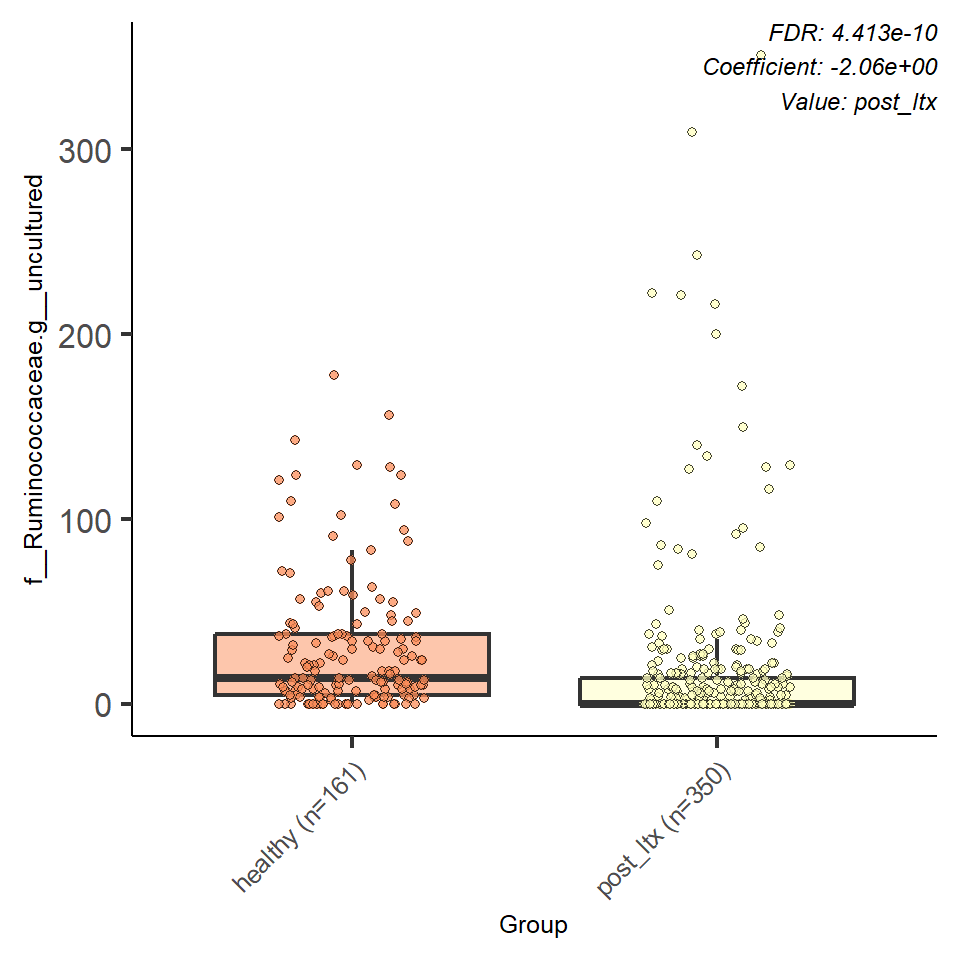 FDR: 4.413e-10
Coefficient: -2.06e+00
Value: post_ltx
f__Ruminococcaceae.g__uncultured
300
200
100
0
healthy (n=161)
post_ltx (n=350)
Group